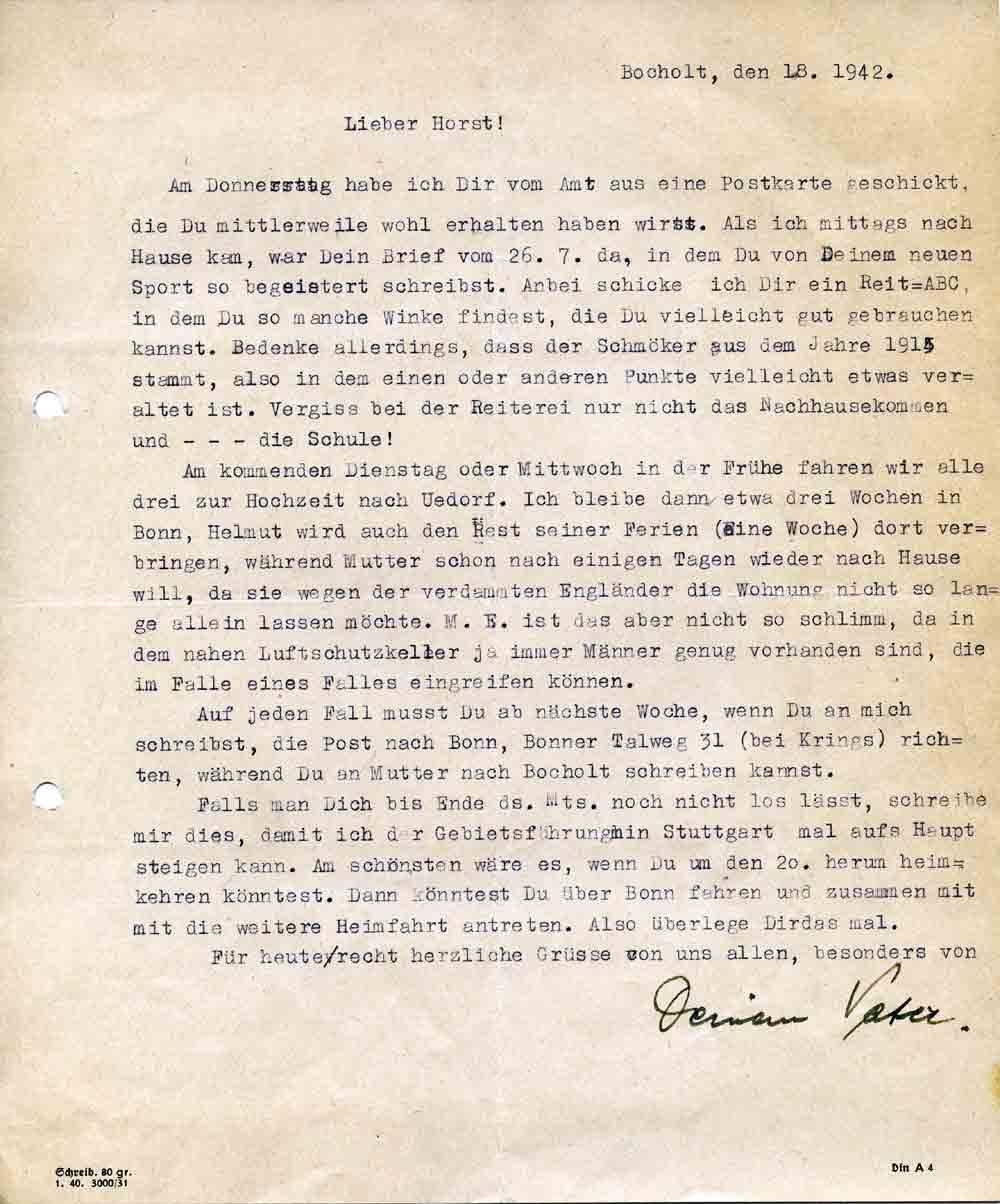 Bocholt, den 1.8. 1942.
Lieber Horst!
Am Donnerstag habe ich Dir vom Amt aus eine Postkarte geschickt,
die Du mittlerweile wohl erhalten haben wirst. Als ich mittags nach
Hause kam, war Dein Brief vom 26. 7. da, in dem Du von Deinem neuen
Sport so begeistert schreibst. Anbei schicke ich Dir ein Reit=ABC,
in dem Du so manche Winke findest, die Du vielleicht gut gebrauchen
kannst. Bedenke allerdings, dass der Schmöker aus dem Jahre 1915
stammt, also in dem einen oder anderen Punkte vielleicht etwas ver=
altet ist. Vergiss bei der Reiterei nur nicht das Nachhausekommen
und - - - die Schule!
Am kommenden Dienstag oder Mittwoch in der Frühe fahren wir alle
drei zur Hochzeit nach Uedorf. Ich bleibe dann etwa drei Wochen in
Bonn, Helmut wird auch den Rest seiner Ferien (eine Woche) dort ver=
bringen, während Mutter schon nach einigen Tagen wieder nach Hause
will, da sie wegen der verdammten Engländer die Wohnung nicht so lan=
ge allein lassen möchte. M. E. ist das aber nicht so schlimm, da in
dem nahen Luftschutzkeller ja immer Männer genug vorhanden sind, die
im Falle eines Falles eingreifen können.
Auf jeden Fall musst Du ab nächste Woche, wenn Du an mich
schreibst, die Post nach Bonn, Bonner Talweg 31 (bei Krings) rich=
ten, während Du an Mutter nach Bocholt schreiben kannst.
Falls man Dich bis Ende ds. Mts. noch nicht los lässt, schreibe
mir dies, damit ich der Gebietsführung in Stuttgart mal aufs Haupt
steigen kann. Am schönsten wäre es, wenn Du um den 20. herum heim=
kehren könntest. Dann könntest Du über Bonn fahren und zusammen mit
mit die weitere Heimfahrt antreten. Also überlege Dirdas mal.
Für heute recht herzliche Grüsse von uns allen, besonders von
Deinem Vater.
Schreib. 80 gr.
1. 40. 3000/31
Din A 4